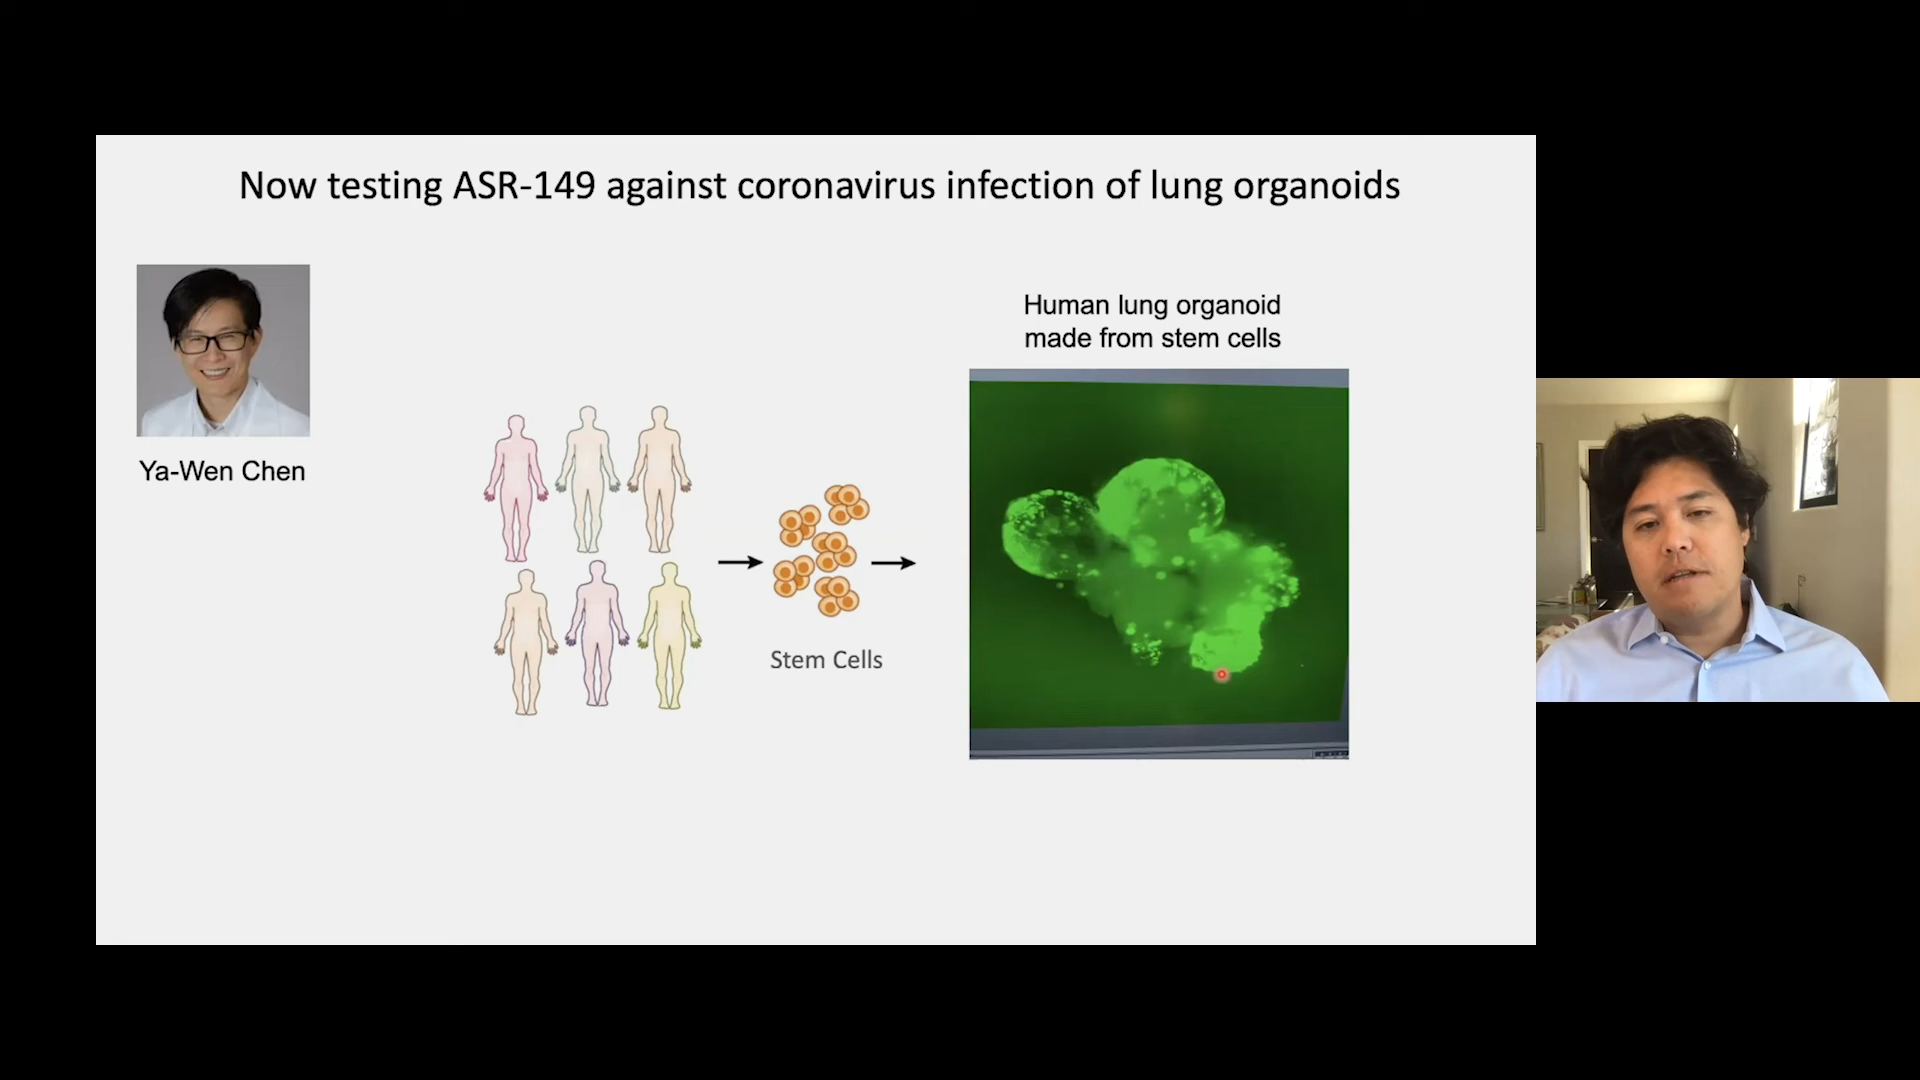 Now testing ASR-149 against coronavirus infection of lung organoids
Ya-Wen Chen
Stem Cells
Human lung organoid
made from stem cells